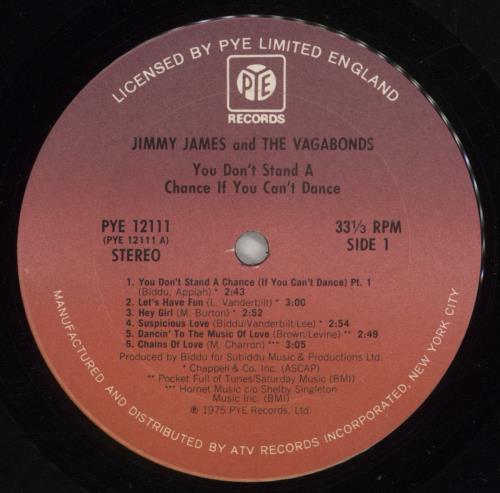 LICENSED BY PYE LIMITED ENGLAND
PYE
RECORDS
JIMMY JAMES and THE VAGABONDS
You Don't Stand A
Chance If You Can't Dance
PYE 12111
(PYE 12111 A)
STEREO
33⅓ RPM
SIDE 1
1. You Don't Stand A Chance (If You Can't Dance) Pt. 1
(Biddu, Appiah) * 2:43
2. Let's Have Fun (L. Vanderbilt) * 3:00
3. Hey Girl (M. Burton) * 2:52
4. Suspicious Love (Biddu/Vanderbilt/Lee) * 2:54
5. Dancin' To The Music Of Love (Brown/Levine) ** 2:49
6. Chains Of Love (M. Charron) *** 3:05
Produced by Biddu for Subiddu Music & Productions Ltd.
* Chappell & Co. Inc. (ASCAP)
** Pocket Full of Tunes/Saturday Music (BMI)
*** Hornet Music c/o Shelby Singleton
Music Inc. (BMI)
℗ 1975 PYE Records, Ltd.
MANUFACTURED AND DISTRIBUTED BY ATV RECORDS INCORPORATED, NEW YORK CITY